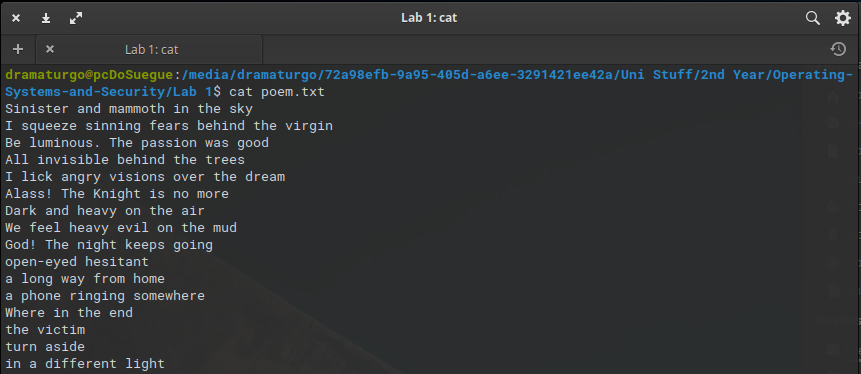 Lab 1: cat
Lab 1: cat
dramaturgo@pcDoSuegue:/media/dramaturgo/72a98efb-9a95-405d-a6ee-3291421ee42a/Uni Stuff/2nd Year/Operating-
Systems-and-Security/Lab 1$ cat poem.txt
Sinister and mammoth in the sky
I squeeze sinning fears behind the virgin
Be luminous. The passion was good
All invisible behind the trees
I lick angry visions over the dream
Alass! The Knight is no more
Dark and heavy on the air
We feel heavy evil on the mud
God! The night keeps going
open-eyed hesitant
a long way from home
a phone ringing somewhere
Where in the end
the victim
turn aside
in a different light